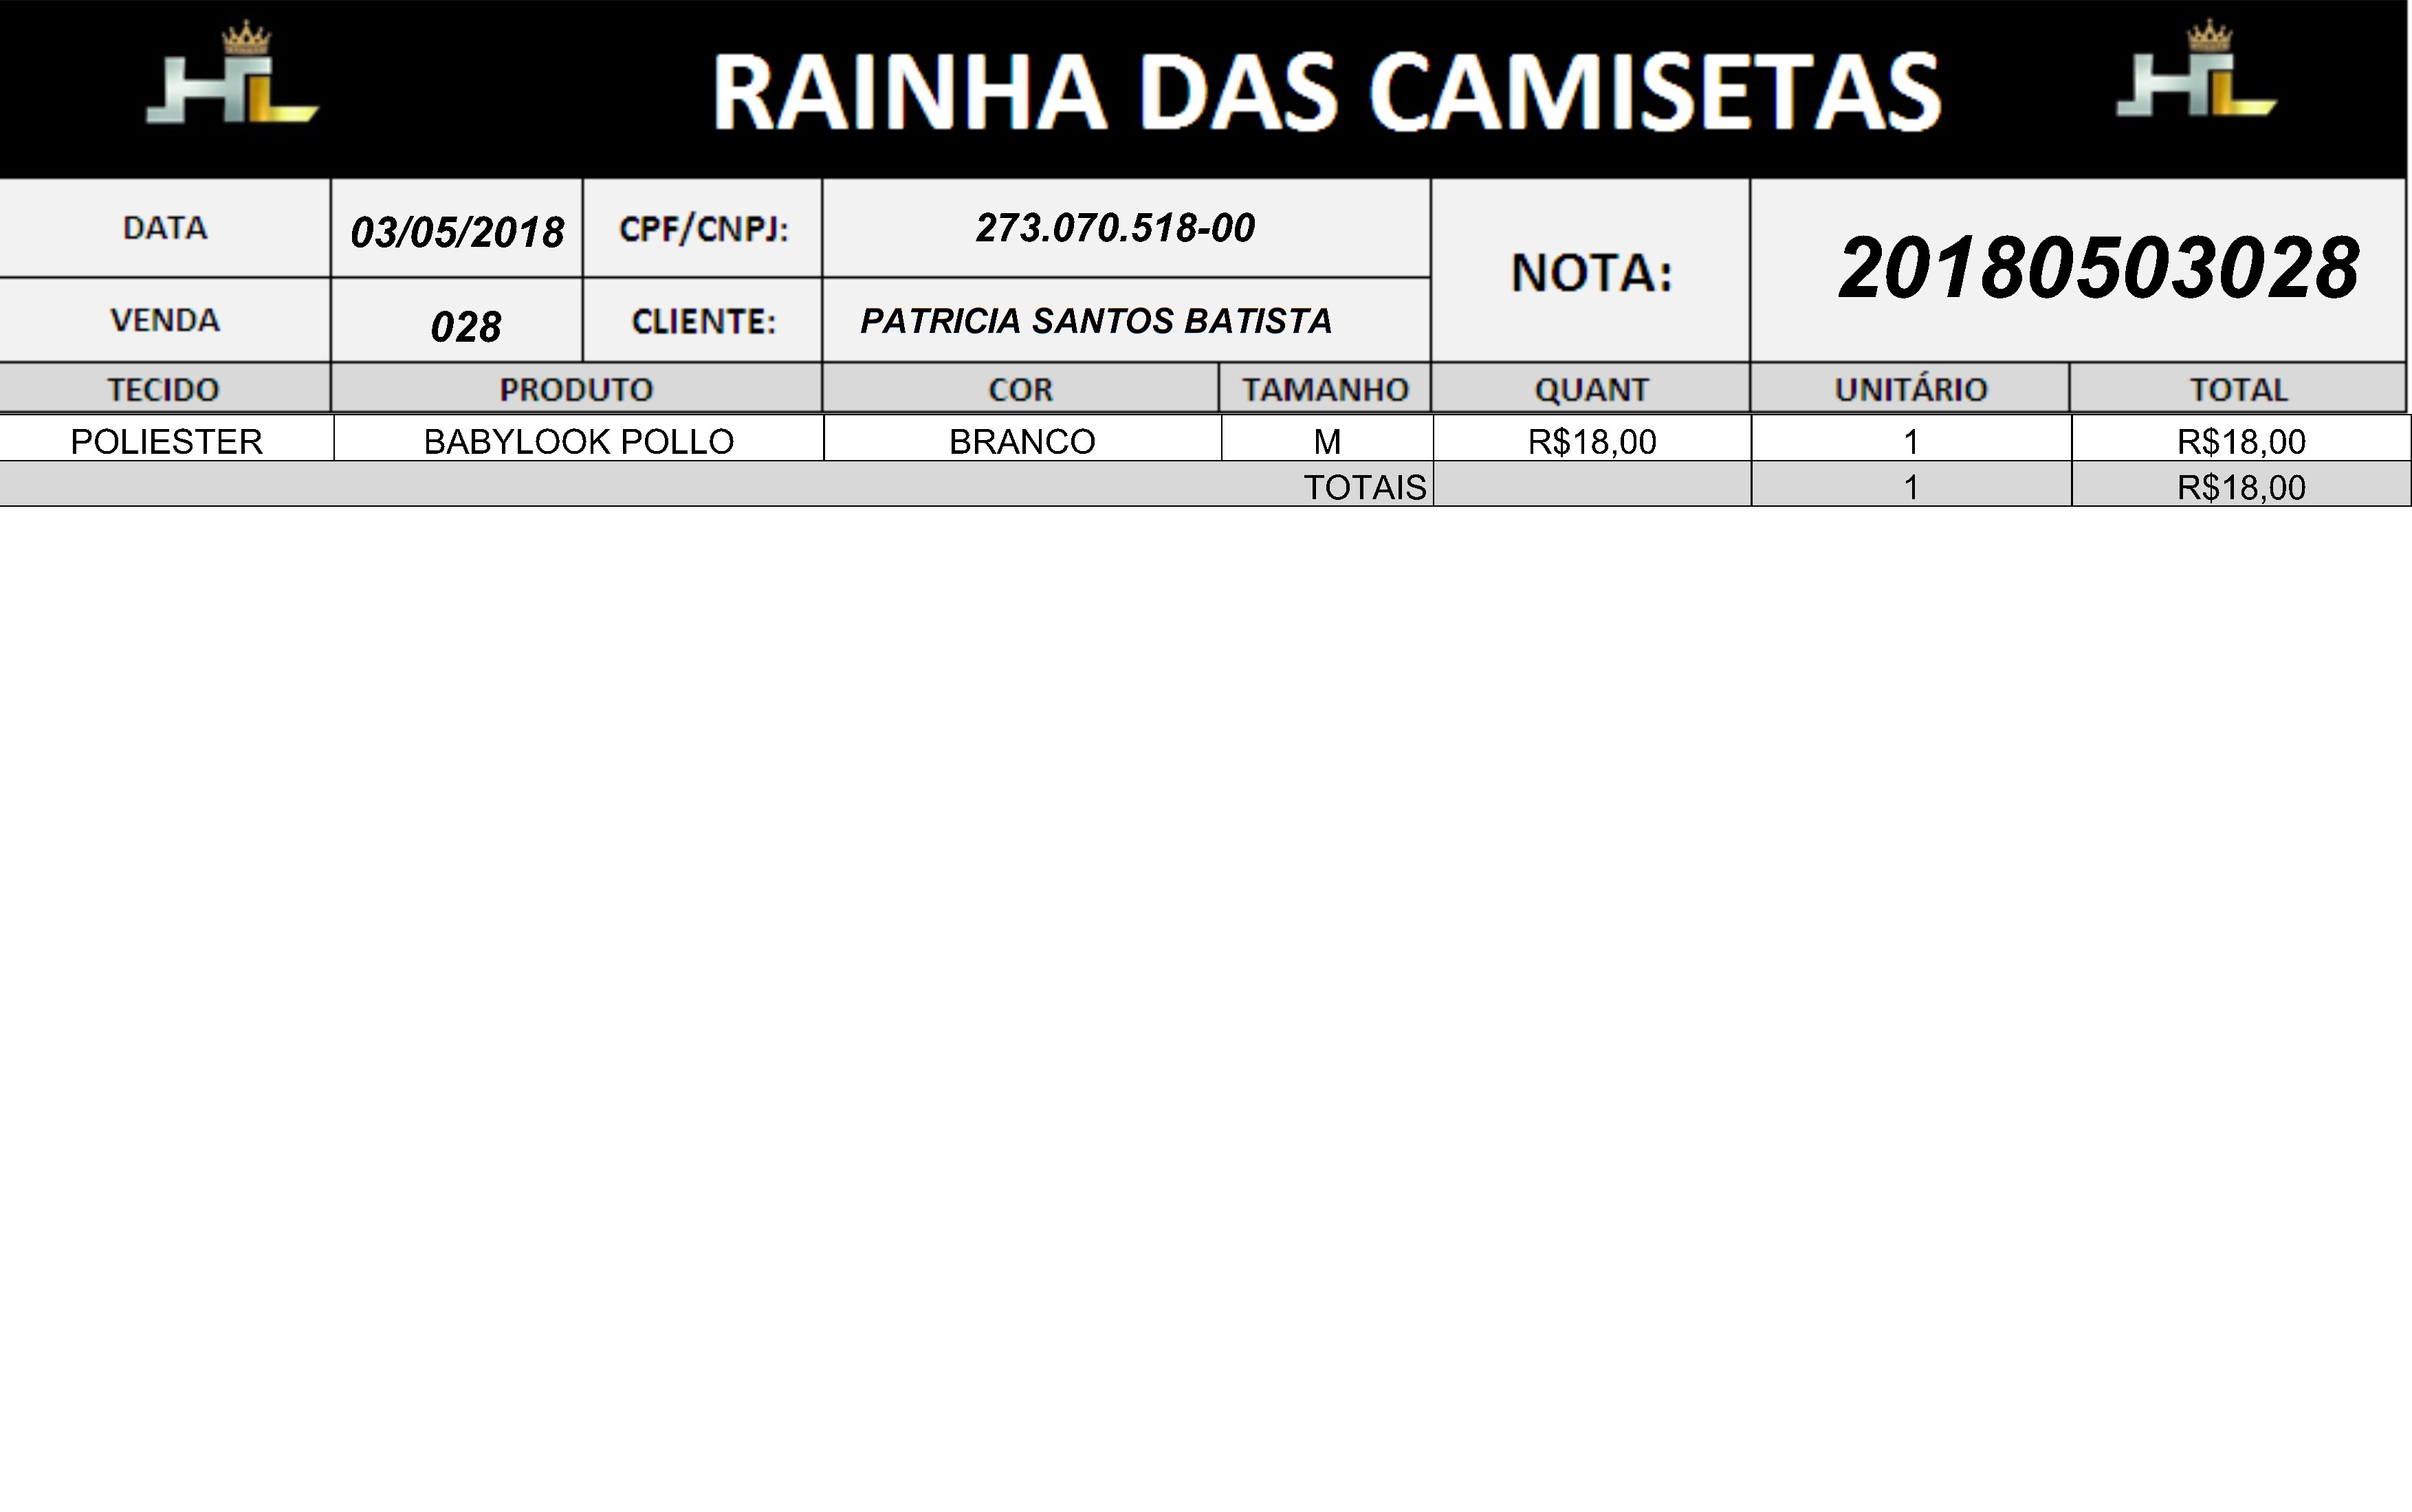 HL RAINHA DAS CAMISETAS HL
DATA 03/05/2018 CPF/CNPJ: 273.070.518-00 NOTA: 20180503028
VENDA 028 CLIENTE: PATRICIA SANTOS BATISTA
TECIDO PRODUTO COR TAMANHO QUANT UNITÁRIO TOTAL
POLIESTER BABYLOOK POLLO BRANCO M R$18,00 1 R$18,00
TOTAIS 1 R$18,00